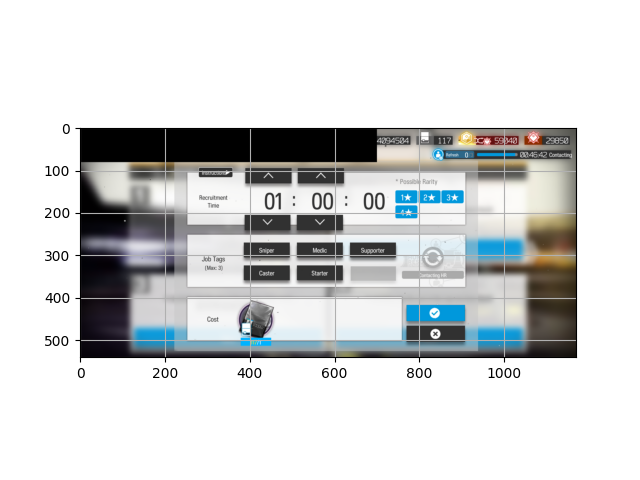 4094504 117 59040 29850
0
00:46:42 Contacting
* Possible Rarity
Recruitment
Time
01 : 00 : 00
1★ 2★ 3★
4★
Job Tags
(Max: 3)
Sniper Medic Supporter
Caster Starter
Contacting HR
Cost
0
100
200
300
400
500
0 200 400 600 800 1000